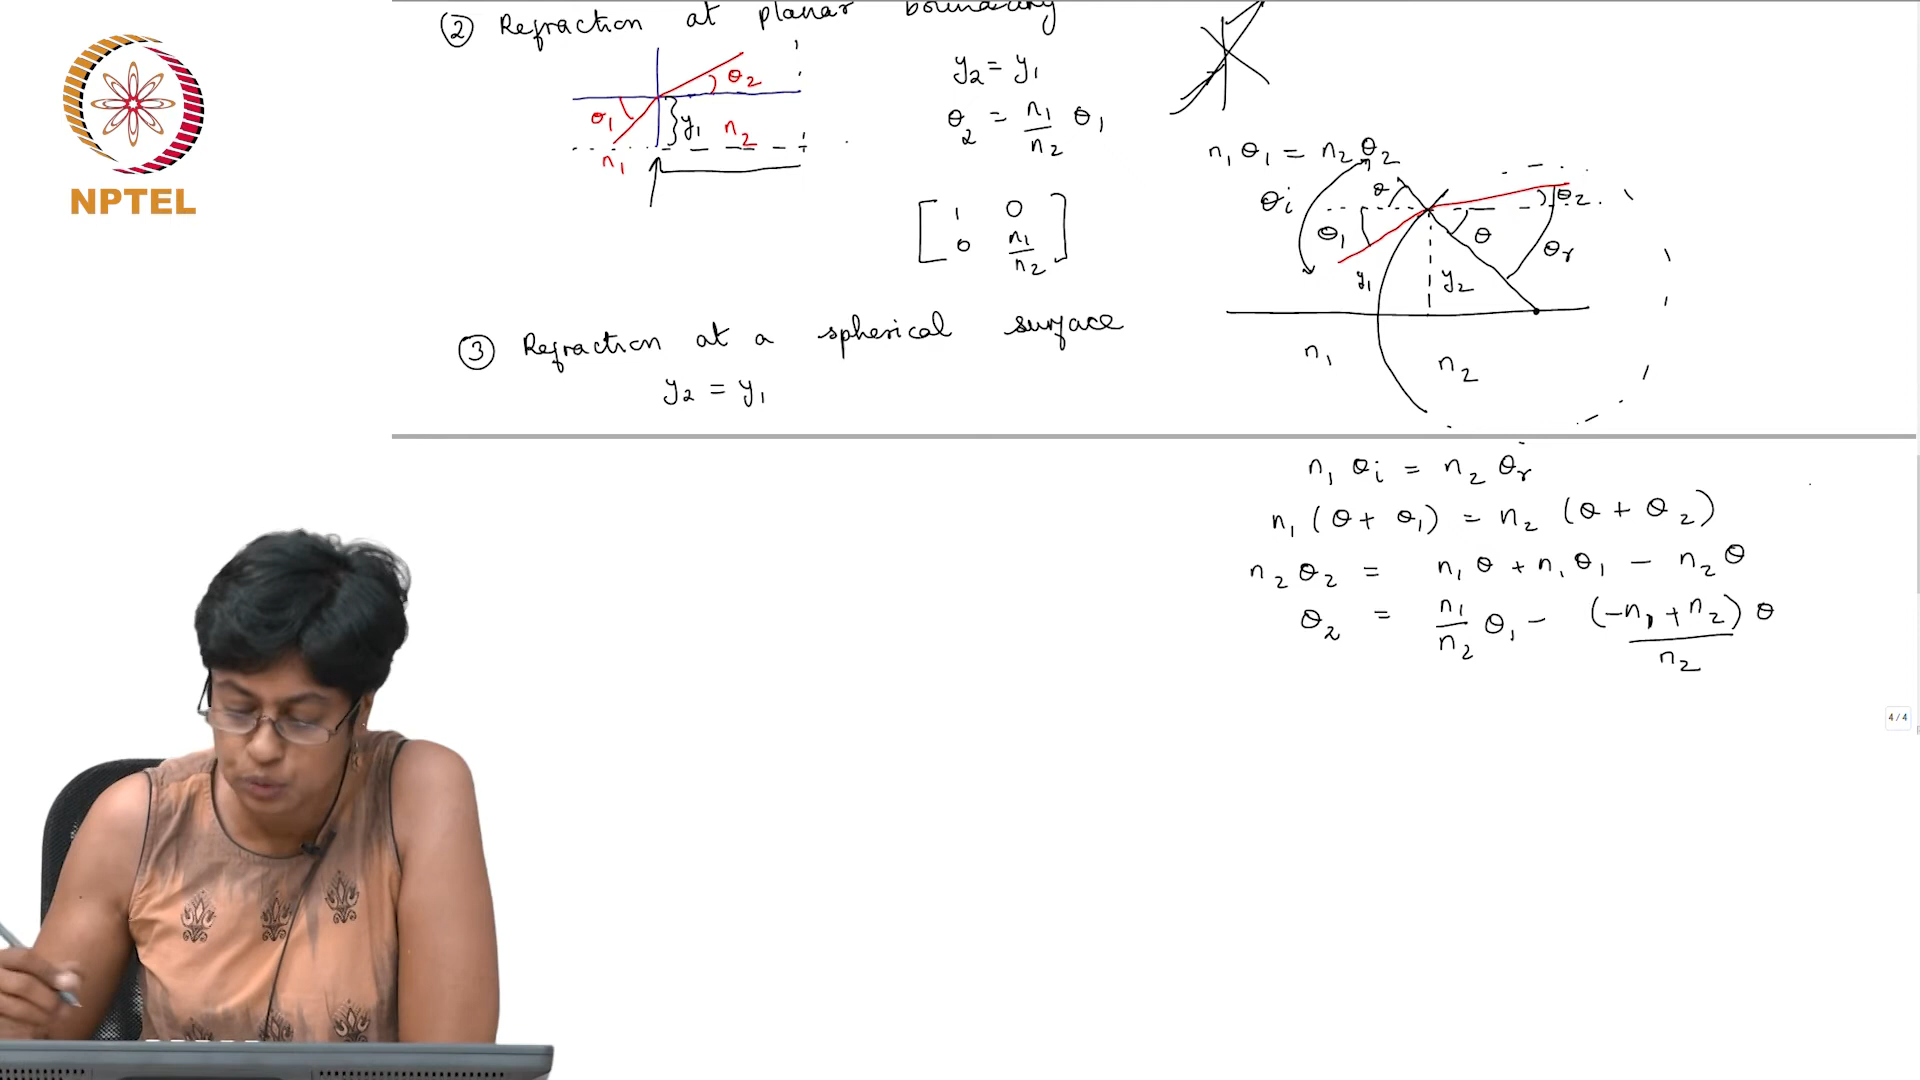 NPTEL
② Refraction at planar boundary
θ₂
θ₁
y₁
n₂
n₁
y₂ = y₁
θ₂ = n₁/n₂ θ₁
[ 1 0
0 n₁/n₂ ]
n₁ θ₁ = n₂ θ₂
θi
θ
θ₂
θ₁
θ
θr
y₁
y₂
n₁
n₂
③ Refraction at a spherical surface
y₂ = y₁
n₁ θi = n₂ θr
n₁ (θ + θ₁) = n₂ (θ + θ₂)
n₂ θ₂ = n₁ θ + n₁ θ₁ – n₂ θ
θ₂ = n₁/n₂ θ₁ – (-n₁ + n₂)/n₂ θ
4 / 4